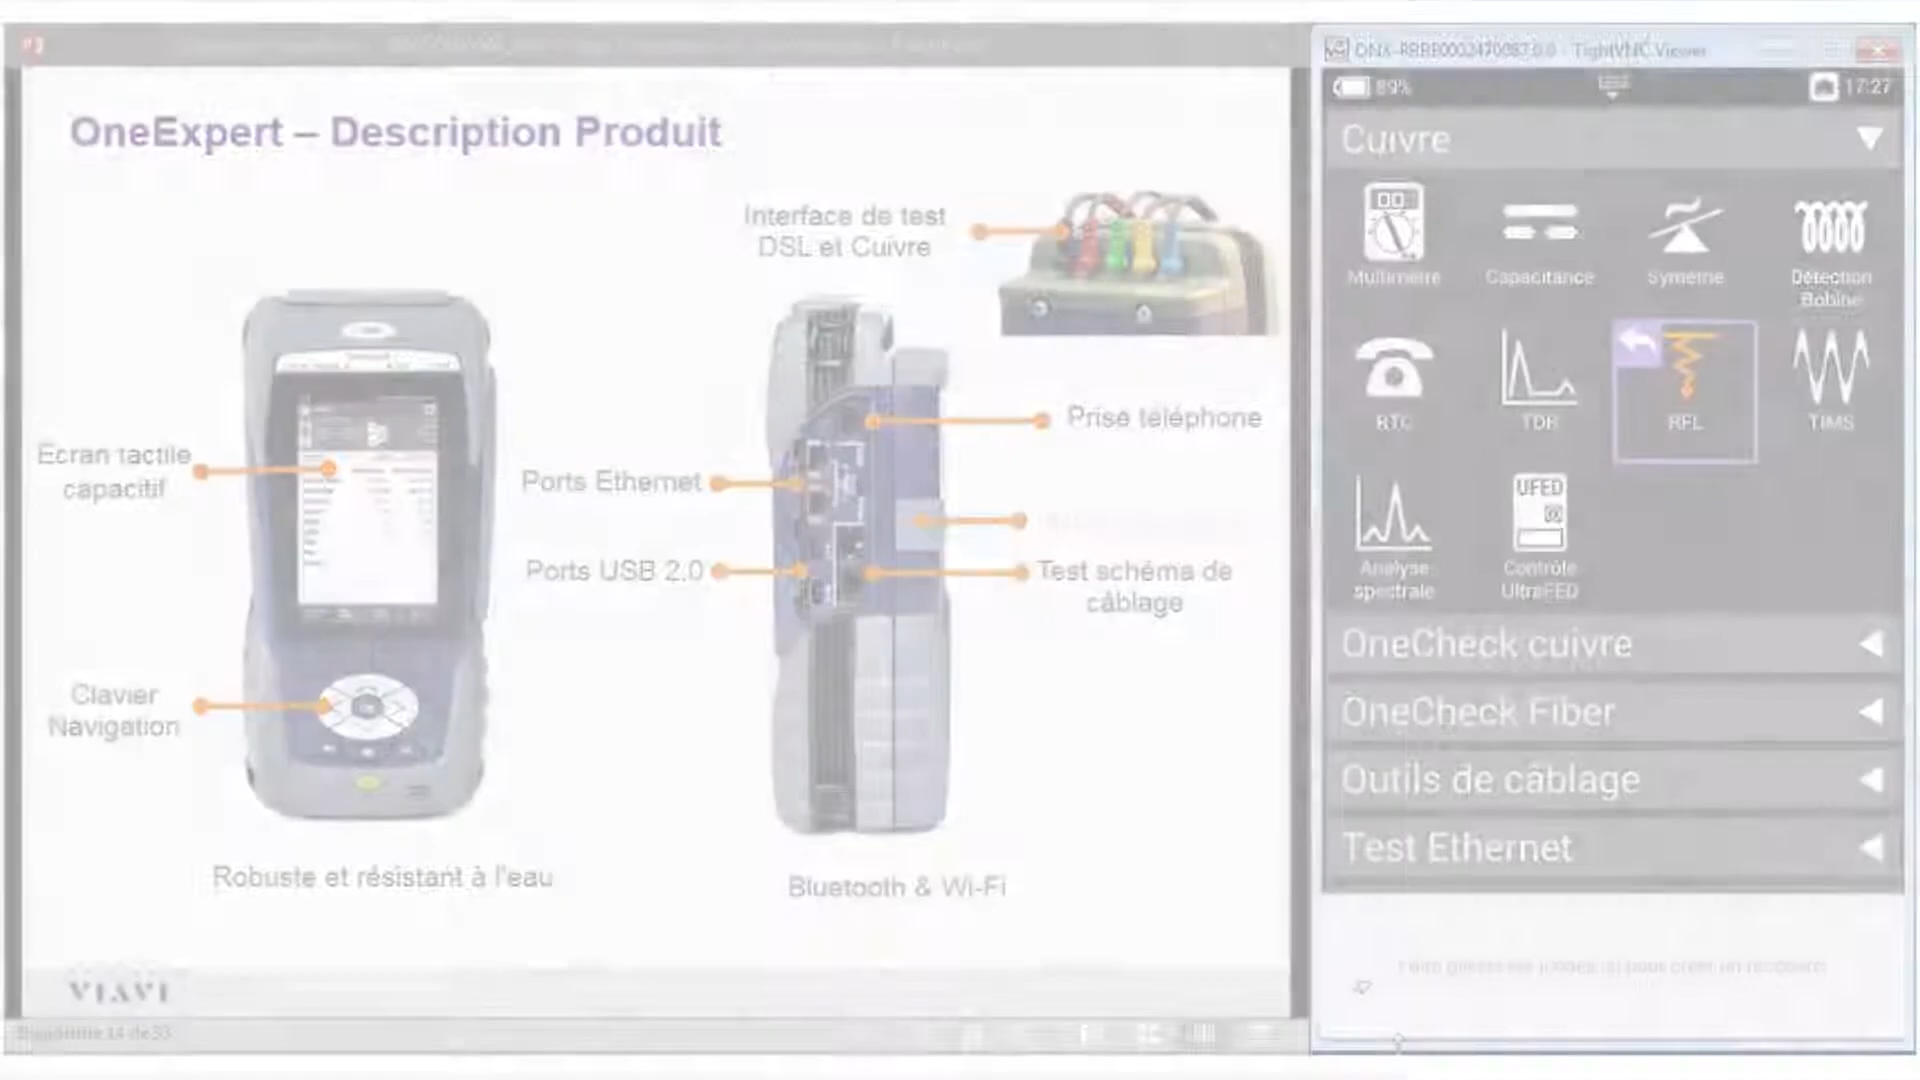 OneExpert – Description Produit
Interface de test
DSL et Cuivre
Ecran tactile
capacitif
Prise téléphone
Ports Ethernet
Ports USB 2.0
Test schéma de
câblage
Clavier
Navigation
Robuste et résistant à l'eau
Bluetooth & Wi-Fi
VIAVI
TightVNC Viewer
89%
17:27
Cuivre
Multimètre
Capacitance
Symétrie
Détection
Bobine
RTC
TDR
RFL
TIMS
UFED
Analyse
spectrale
Contrôle
UltraFED
OneCheck cuivre
OneCheck Fiber
Outils de câblage
Test Ethernet